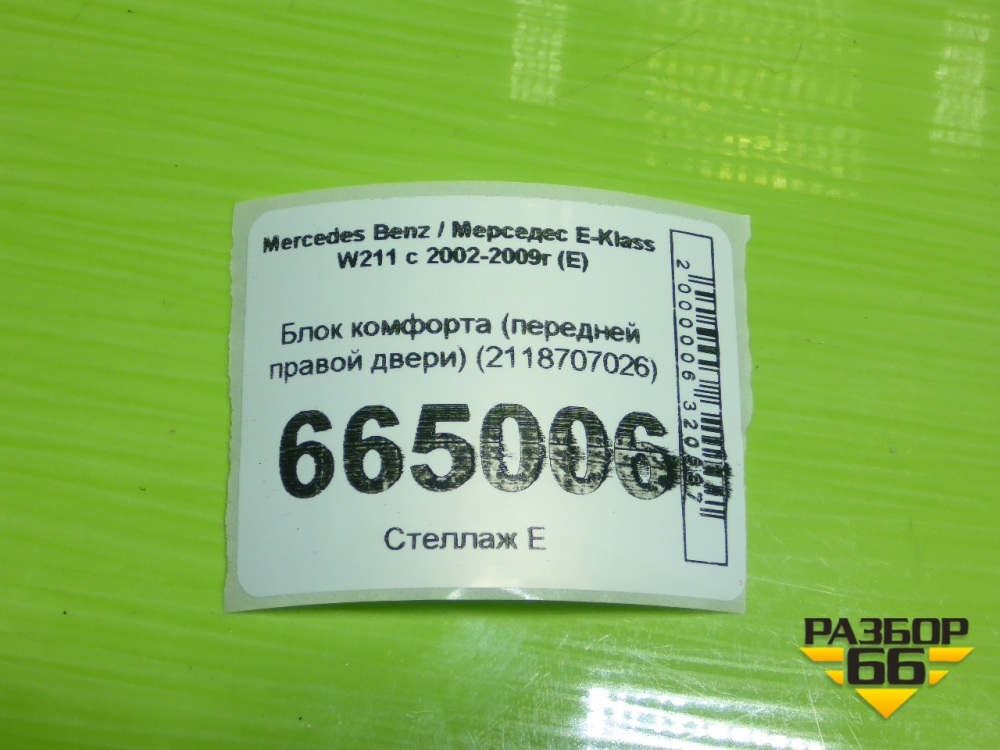 Mercedes Benz / Мерседес E-Klass
W211 с 2002-2009г (E)
Блок комфорта (передней
правой двери) (2118707026)
665006
Стеллаж E
РАЗБОР
66